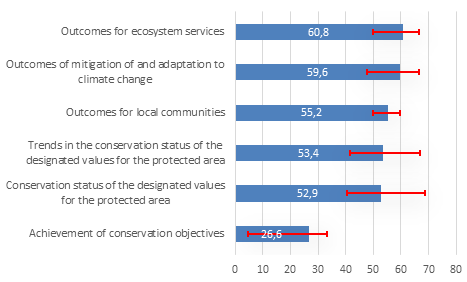 Outcomes for ecosystem services
60,8
Outcomes of mitigation of and adaptation to
climate change
59,6
Outcomes for local communities
55,2
Trends in the conservation status of the
designated values for the protected area
53,4
Conservation status of the designated values
for the protected area
52,9
Achievement of conservation objectives
26,6
0 10 20 30 40 50 60 70 80